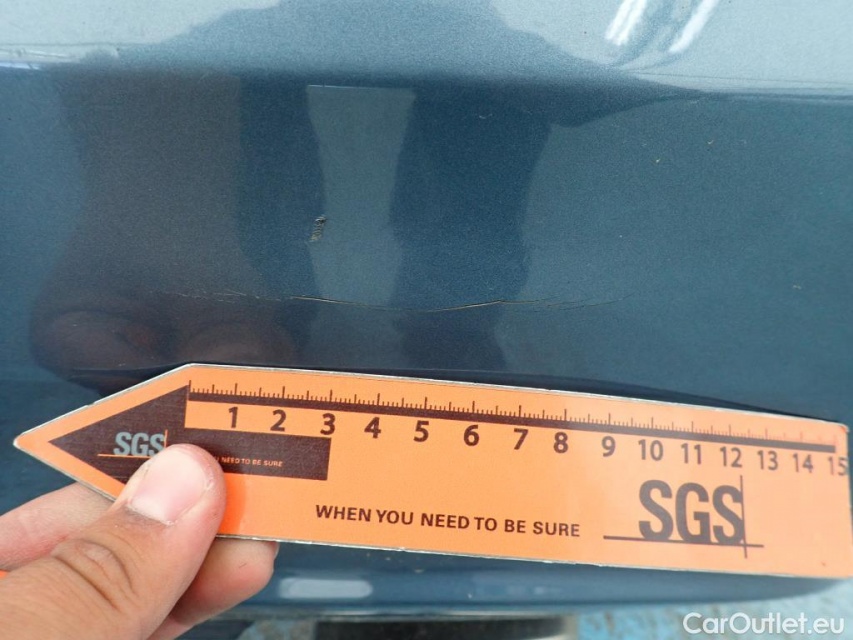 1 2 3 4 5 6 7 8 9 10 11 12 13 14 15
SGS
NEED TO BE SURE
WHEN YOU NEED TO BE SURE
SGS
CarOutlet.eu